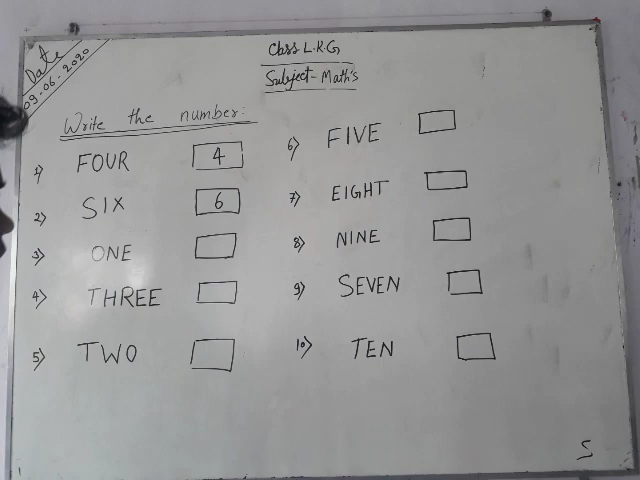 Date
09.06.2020
Class L.K.G
Subject - Math's
Write the number:
1) FOUR 4
2) SIX 6
3) ONE
4) THREE
5) TWO
6) FIVE
7) EIGHT
8) NINE
9) SEVEN
10) TEN